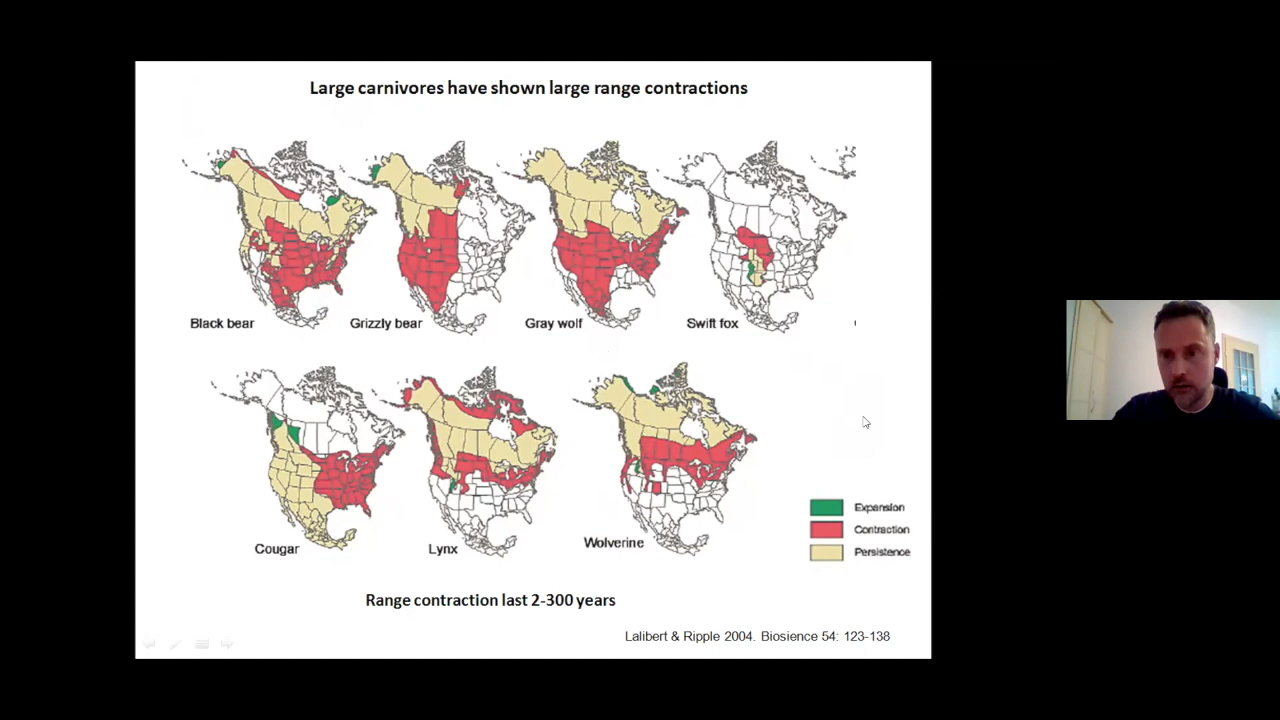 Large carnivores have shown large range contractions
Black bear
Grizzly bear
Gray wolf
Swift fox
Cougar
Lynx
Wolverine
Expansion
Contraction
Persistence
Range contraction last 2-300 years
Lalibert & Ripple 2004. Biosience 54: 123-138